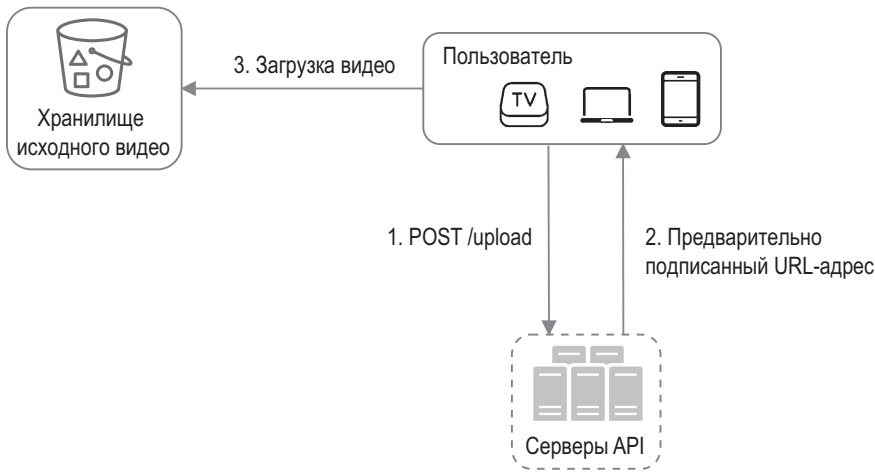 3. Загрузка видео
Пользователь
TV
Хранилище
исходного видео
1. POST /upload
2. Предварительно
подписанный URL-адрес
Серверы API